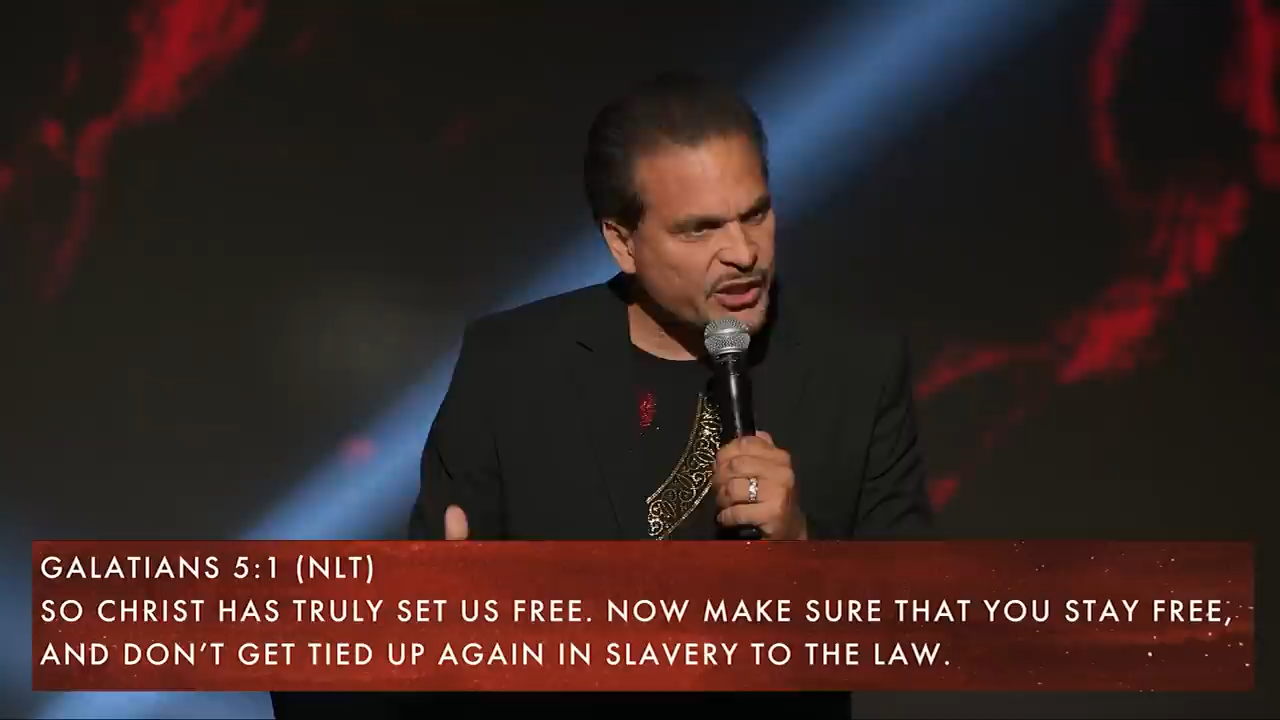 GALATIANS 5:1 (NLT)
SO CHRIST HAS TRULY SET US FREE. NOW MAKE SURE THAT YOU STAY FREE,
AND DON'T GET TIED UP AGAIN IN SLAVERY TO THE LAW.